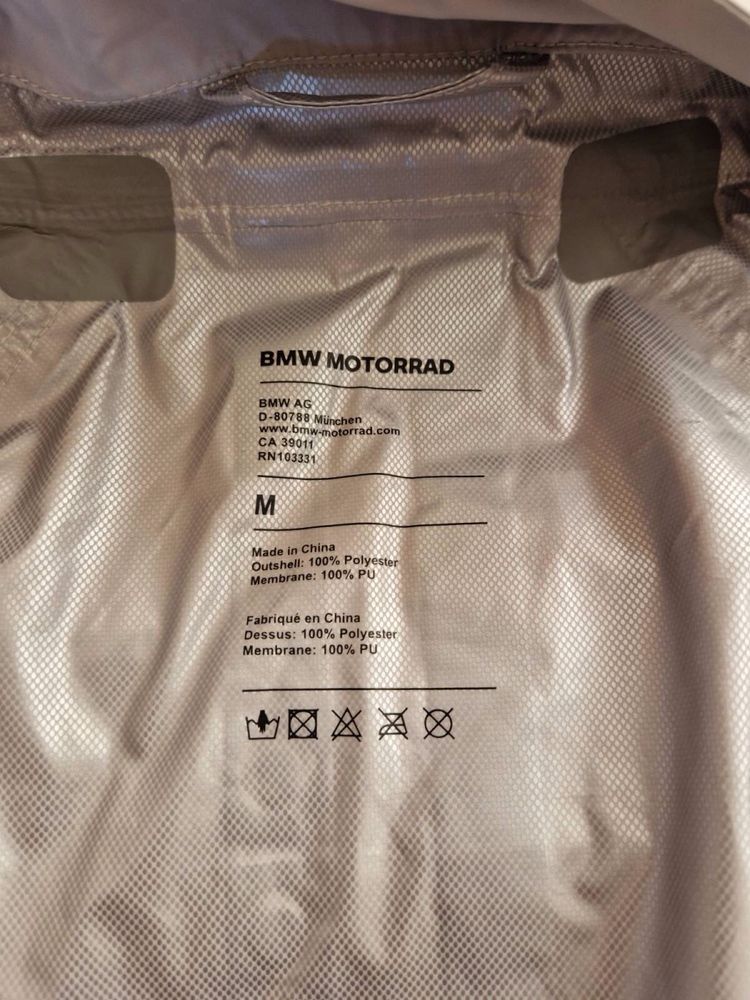 BMW MOTORRAD
BMW AG
D-80788 München
www.bmw-motorrad.com
CA 39011
RN103331
M
Made in China
Outshell: 100% Polyester
Membrane: 100% PU
Fabriqué en China
Dessus: 100% Polyester
Membrane: 100% PU